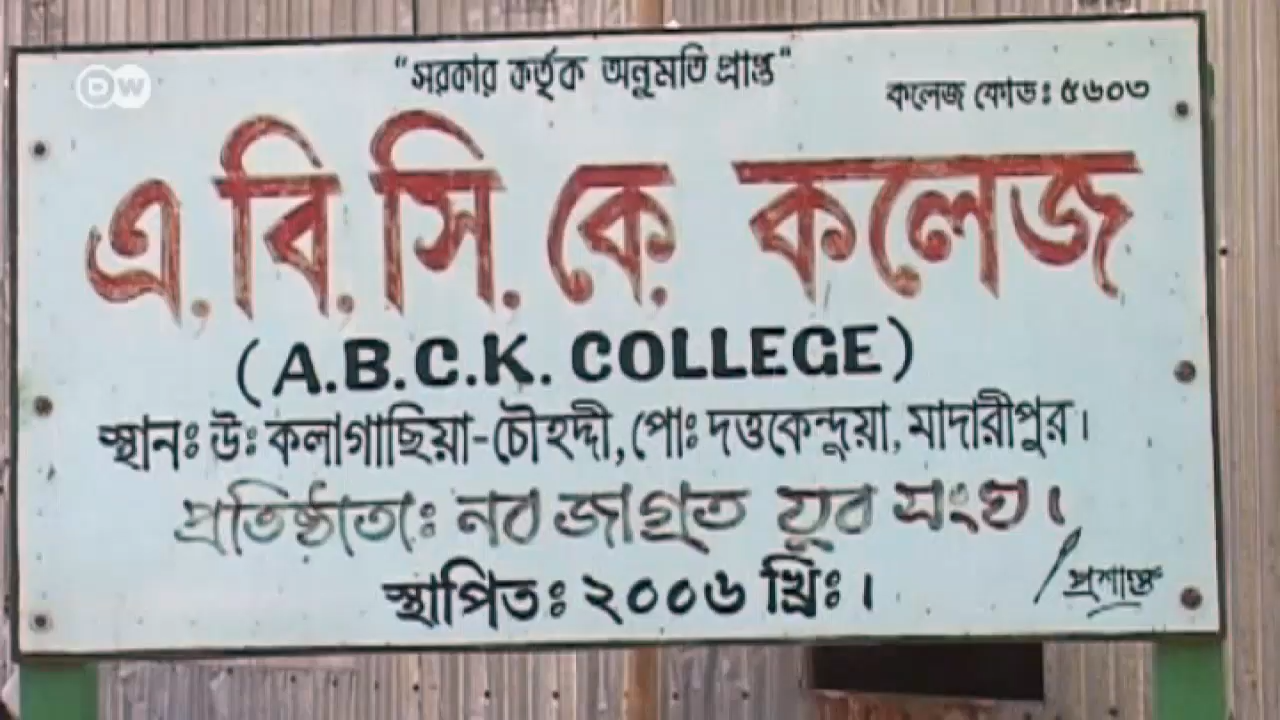 DW
"সরকার কর্তৃক অনুমতি প্রাপ্ত"
কলেজ কোডঃ ৫৬০৩
এ.বি.সি.কে. কলেজ
(A.B.C.K. COLLEGE)
স্থানঃ উঃ কলাগাছিয়া-চৌহদ্দী, পোঃ দত্তকেন্দুয়া, মাদারীপুর।
প্রতিষ্ঠাতাঃ নব জাগ্রত যুব সংঘ।
স্থাপিতঃ ২০০৬ খ্রিঃ।
প্রশান্ত